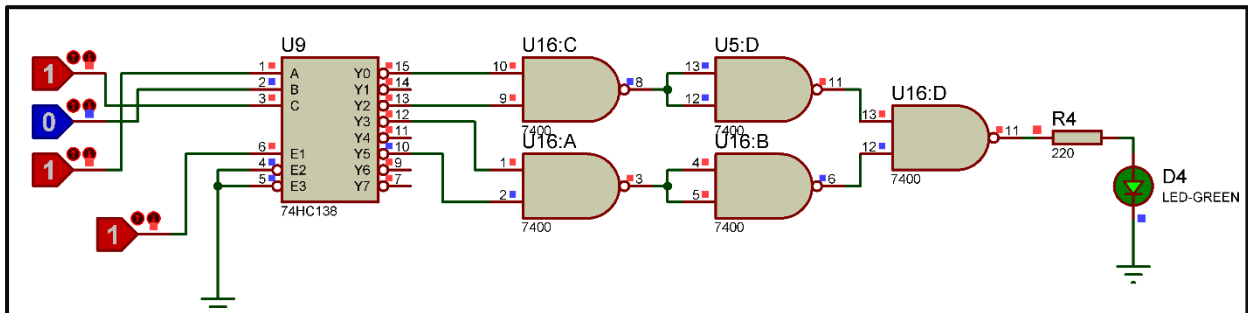 U9
U16:C
U5:D
U16:D
U16:A
U16:B
R4
D4
1
0
1
1
1 A Y0 15
2 B Y1 14
3 C Y2 13
Y3 12
Y4 11
6 E1 Y5 10
4 E2 Y6 9
5 E3 Y7 7
74HC138
10
9
8
7400
13
12
11
7400
1
2
3
7400
4
5
6
7400
13
12
11
7400
220
LED-GREEN